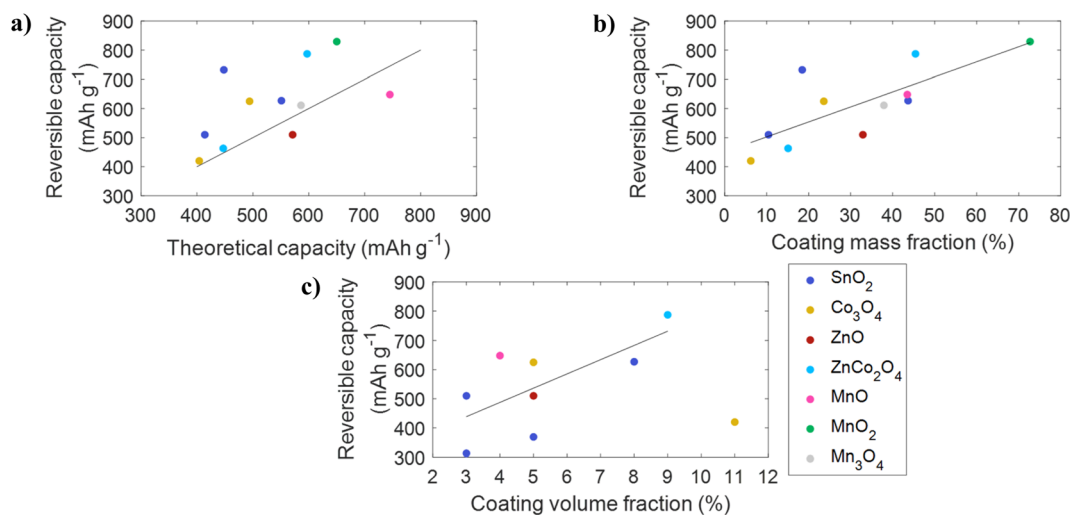 a)
Reversible capacity
(mAh g⁻¹)
900
800
700
600
500
400
300
300 400 500 600 700 800 900
Theoretical capacity (mAh g⁻¹)
b)
Reversible capacity
(mAh g⁻¹)
900
800
700
600
500
400
300
0 10 20 30 40 50 60 70 80
Coating mass fraction (%)
c)
Reversible capacity
(mAh g⁻¹)
900
800
700
600
500
400
300
2 3 4 5 6 7 8 9 10 11 12
Coating volume fraction (%)
SnO₂
Co₃O₄
ZnO
ZnCo₂O₄
MnO
MnO₂
Mn₃O₄